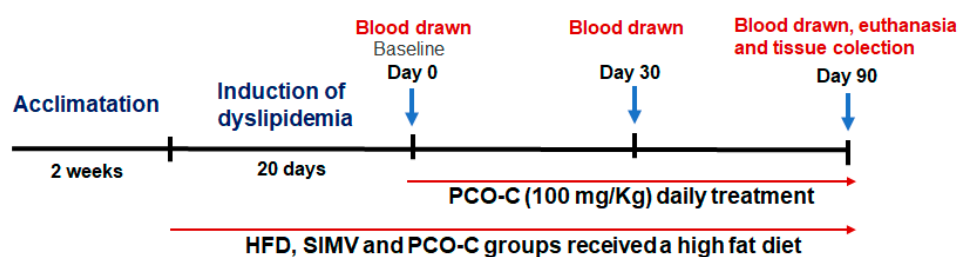 Blood drawn
Baseline
Day 0
Blood drawn
Day 30
Blood drawn, euthanasia
and tissue colection
Day 90
Acclimatation
Induction of
dyslipidemia
2 weeks
20 days
PCO-C (100 mg/Kg) daily treatment
HFD, SIMV and PCO-C groups received a high fat diet